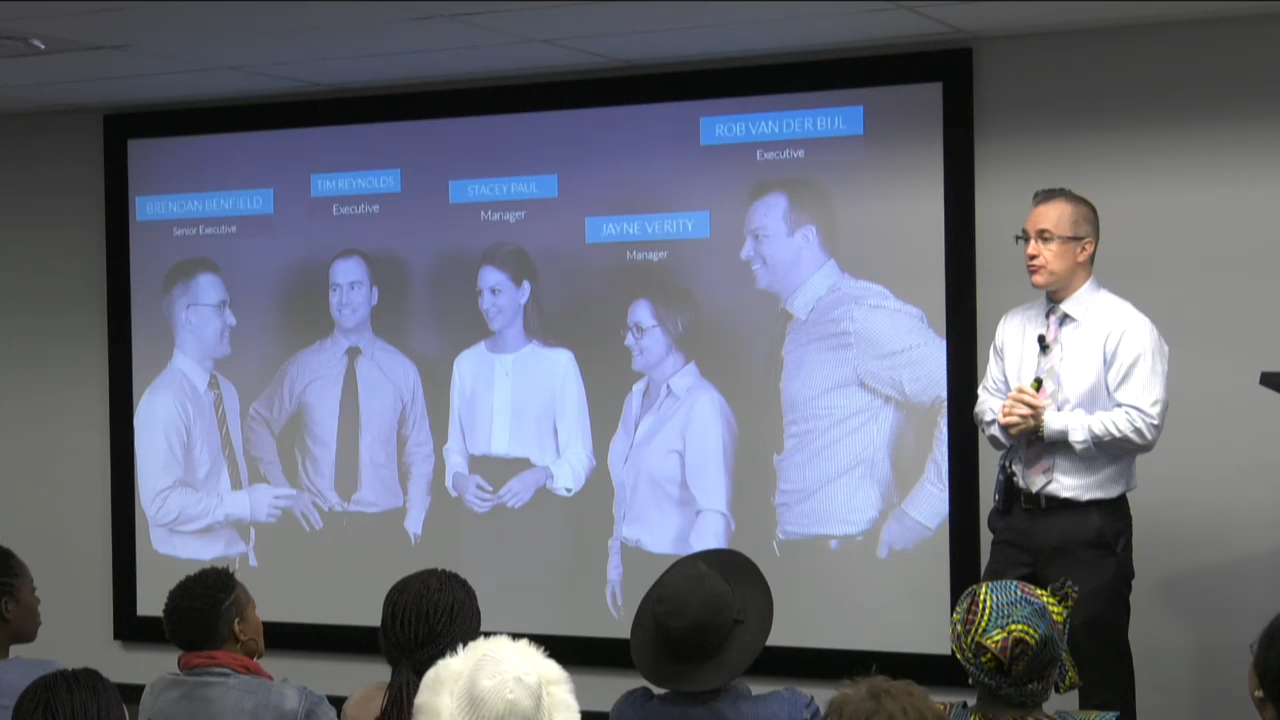 BRENDAN BENFIELD
Senior Executive
TIM REYNOLDS
Executive
STACEY PAUL
Manager
JAYNE VERITY
Manager
ROB VAN DER BIJL
Executive